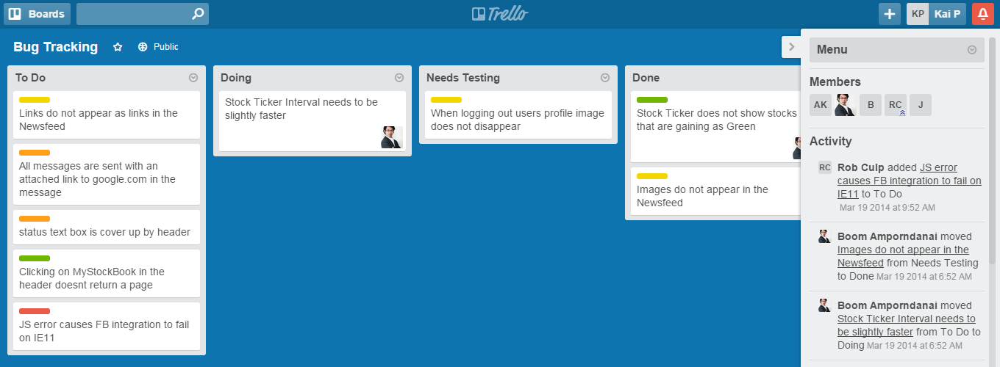 Boards
Trello
KP
Kai P
Bug Tracking
Public
To Do
Links do not appear as links in the
Newsfeed
All messages are sent with an
attached link to google.com in the
message
status text box is cover up by header
Clicking on MyStockBook in the
header doesnt return a page
JS error causes FB integration to fail
on IE11
Doing
Stock Ticker Interval needs to be
slightly faster
Needs Testing
When logging out users profile image
does not disappear
Done
Stock Ticker does not show stocks
that are gaining as Green
Images do not appear in the
Newsfeed
Menu
Members
AK
B
RC
J
Activity
RC
Rob Culp added JS error
causes FB integration to fail on
IE11 to To Do
Mar 19 2014 at 9:52 AM
Boom Amporndanai moved
Images do not appear in the
Newsfeed from Needs Testing
to Done Mar 19 2014 at 6:52 AM
Boom Amporndanai moved
Stock Ticker Interval needs to
be slightly faster from To Do to
Doing Mar 19 2014 at 6:52 AM